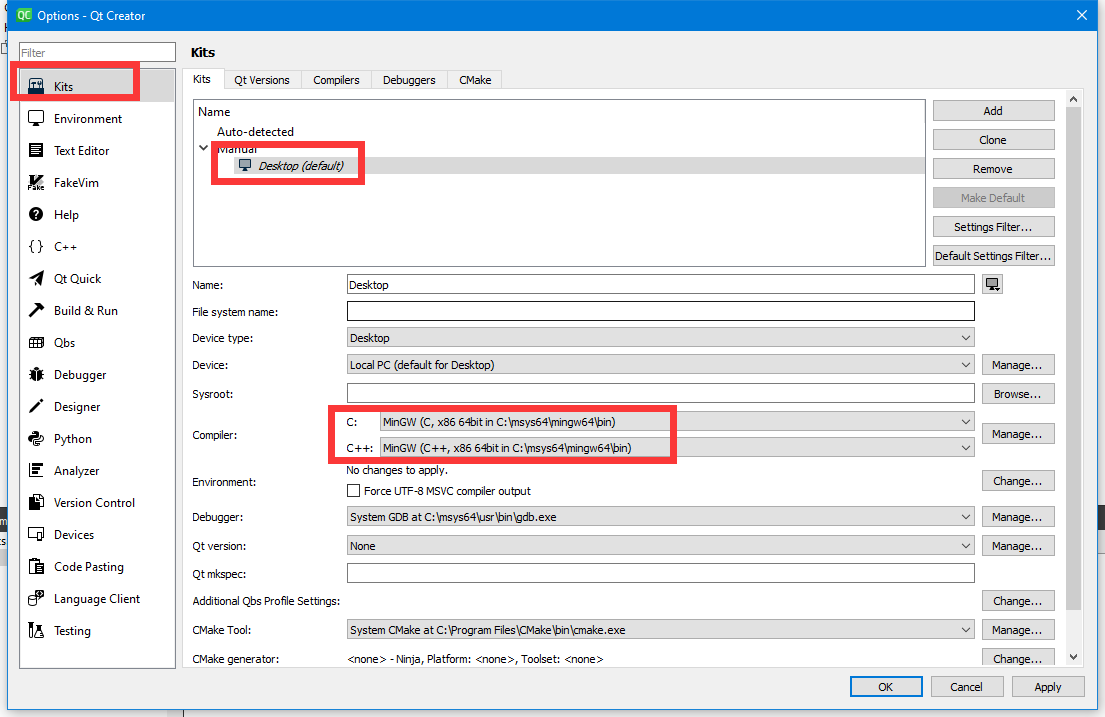 Options - Qt Creator
Filter
Kits
Environment
Text Editor
FakeVim
Help
C++
Qt Quick
Build & Run
Qbs
Debugger
Designer
Python
Analyzer
Version Control
Devices
Code Pasting
Language Client
Testing
Kits
Kits Qt Versions Compilers Debuggers CMake
Name
Auto-detected
Manual
Desktop (default)
Add
Clone
Remove
Make Default
Settings Filter...
Default Settings Filter...
Name: Desktop
File system name:
Device type: Desktop
Device: Local PC (default for Desktop) Manage...
Sysroot: Browse...
Compiler: Manage...
C: MinGW (C, x86 64bit in C:\msys64\mingw64\bin)
C++: MinGW (C++, x86 64bit in C:\msys64\mingw64\bin)
Environment: Change...
No changes to apply.
Force UTF-8 MSVC compiler output
Debugger: System GDB at C:\msys64\usr\bin\gdb.exe Manage...
Qt version: None Manage...
Qt mkspec:
Additional Qbs Profile Settings: Change...
CMake Tool: System CMake at C:\Program Files\CMake\bin\cmake.exe Manage...
CMake generator: <none> - Ninja, Platform: <none>, Toolset: <none> Change...
OK Cancel Apply